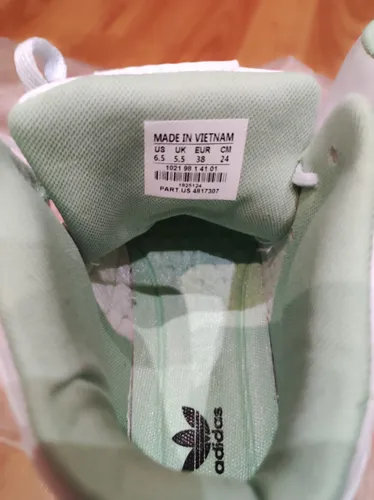 MADE IN VIETNAM
US UK EUR CM
6.5 5.5 38 24
1021 98 1 41 01
1825124
PART.US 4817307
adidas